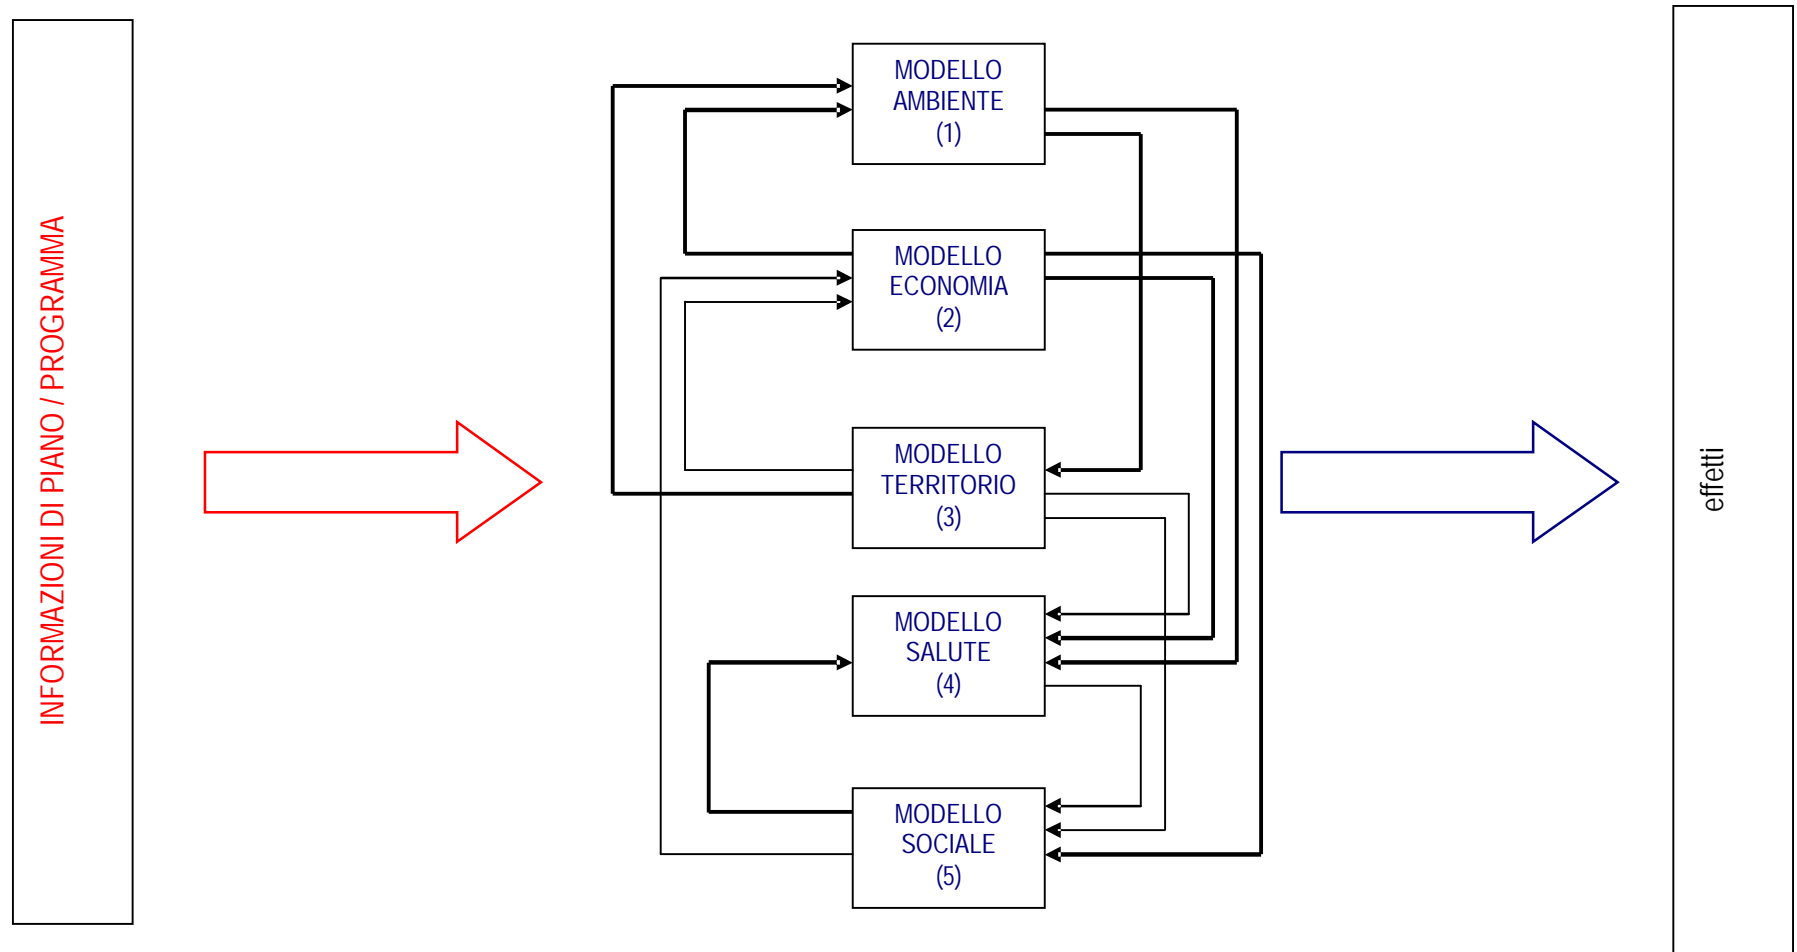 INFORMAZIONI DI PIANO / PROGRAMMA
MODELLO
AMBIENTE
(1)
MODELLO
ECONOMIA
(2)
MODELLO
TERRITORIO
(3)
MODELLO
SALUTE
(4)
MODELLO
SOCIALE
(5)
effetti